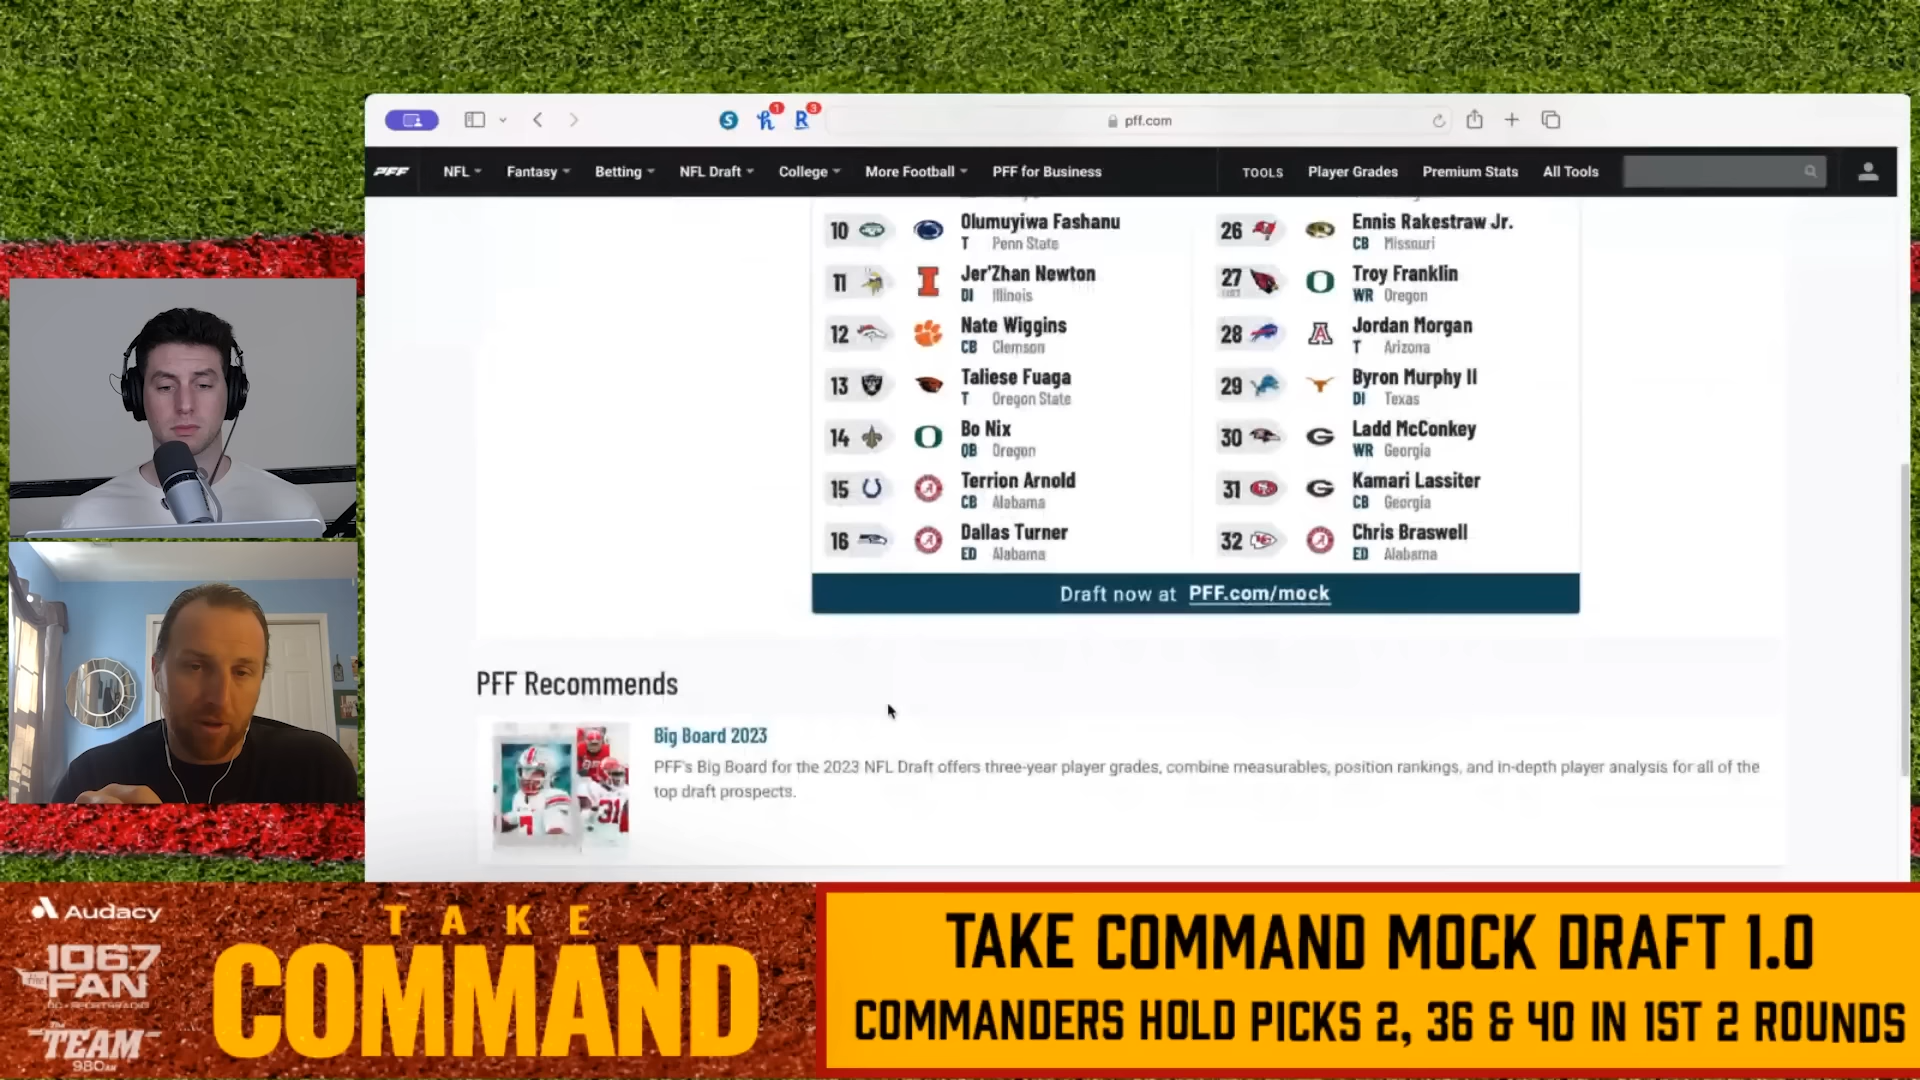 pff.com
1
3
PFF NFL Fantasy Betting NFL Draft College More Football PFF for Business TOOLS Player Grades Premium Stats All Tools
10 Olumuyiwa Fashanu
T Penn State
11 Jer'Zhan Newton
DI Illinois
12 Nate Wiggins
CB Clemson
13 Taliese Fuaga
T Oregon State
14 Bo Nix
QB Oregon
15 Terrion Arnold
CB Alabama
16 Dallas Turner
ED Alabama
26 Ennis Rakestraw Jr.
CB Missouri
27 Troy Franklin
WR Oregon
28 Jordan Morgan
T Arizona
29 Byron Murphy II
DI Texas
30 Ladd McConkey
WR Georgia
31 Kamari Lassiter
CB Georgia
32 Chris Braswell
ED Alabama
Draft now at PFF.com/mock
PFF Recommends
Big Board 2023
PFF's Big Board for the 2023 NFL Draft offers three-year player grades, combine measurables, position rankings, and in-depth player analysis for all of the
top draft prospects.
Audacy
106.7
the FAN
The TEAM
980AM
TAKE
COMMAND
TAKE COMMAND MOCK DRAFT 1.0
COMMANDERS HOLD PICKS 2, 36 & 40 IN 1ST 2 ROUNDS